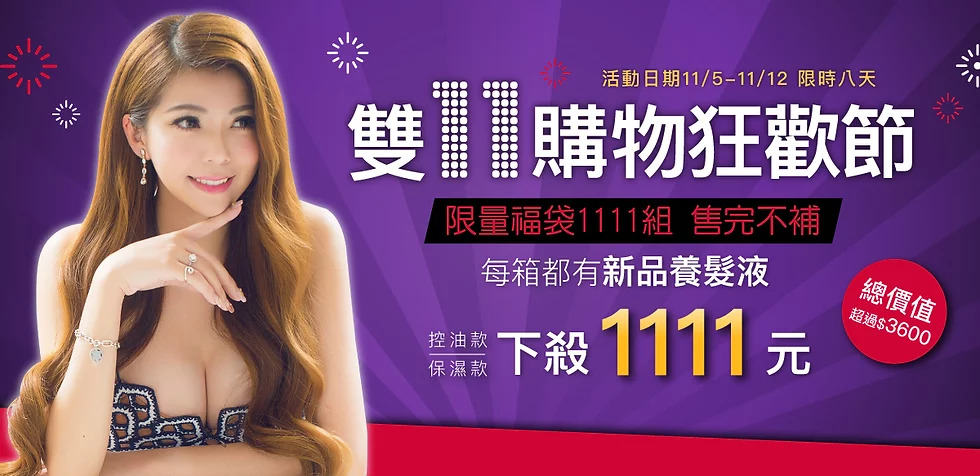 活動日期11/5-11/12 限時八天
雙11購物狂歡節
限量福袋1111組 售完不補
每箱都有新品養髮液
控油款
保濕款
下殺1111元
總價值
超過$3600